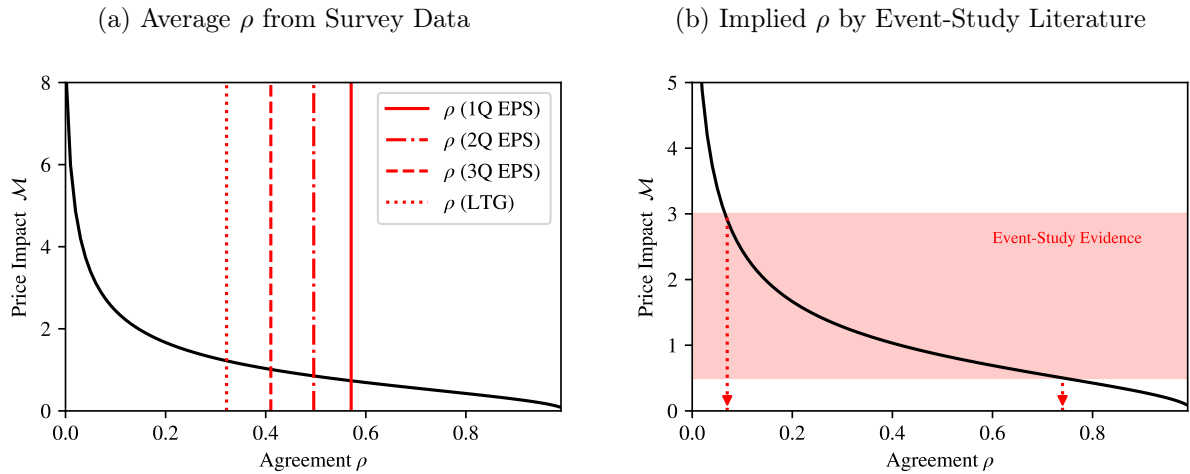 (a) Average ρ from Survey Data
8
6
4
2
0
Price Impact ℳ
0.0 0.2 0.4 0.6 0.8
Agreement ρ
ρ (1Q EPS)
ρ (2Q EPS)
ρ (3Q EPS)
ρ (LTG)
(b) Implied ρ by Event-Study Literature
5
4
3
2
1
0
Price Impact ℳ
0.0 0.2 0.4 0.6 0.8
Agreement ρ
Event-Study Evidence